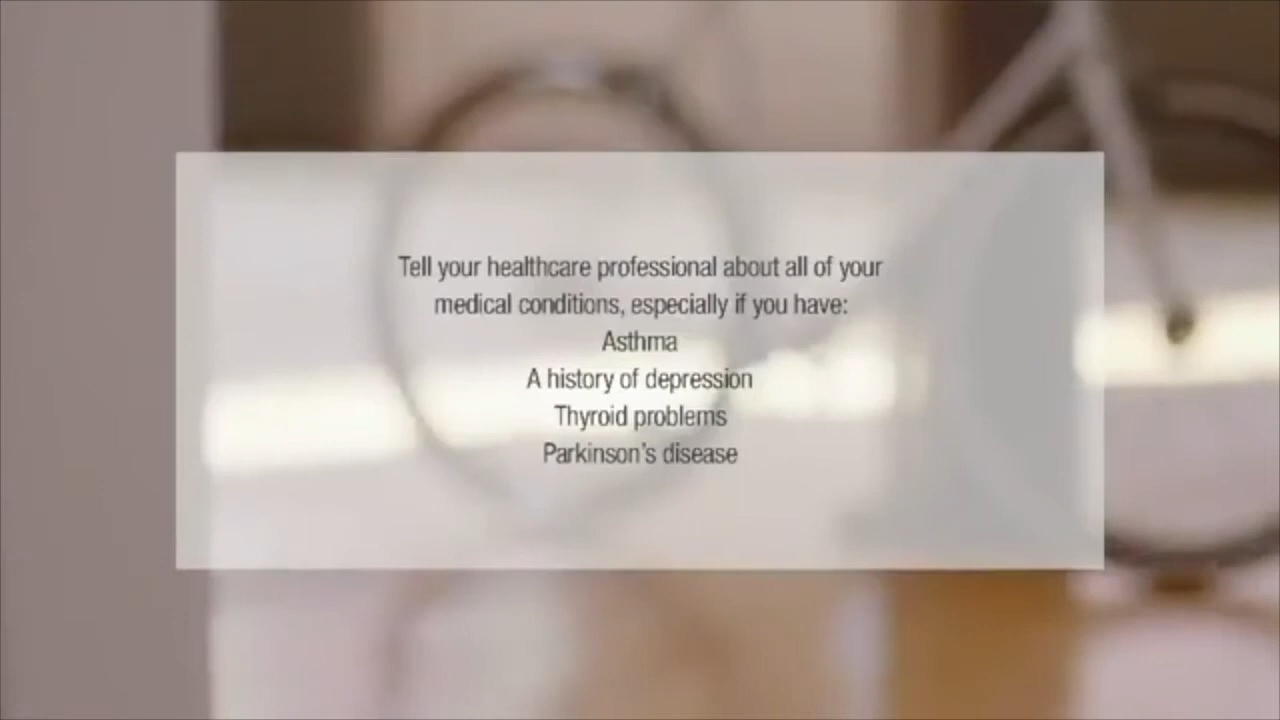 Tell your healthcare professional about all of your
medical conditions, especially if you have:
Asthma
A history of depression
Thyroid problems
Parkinson's disease